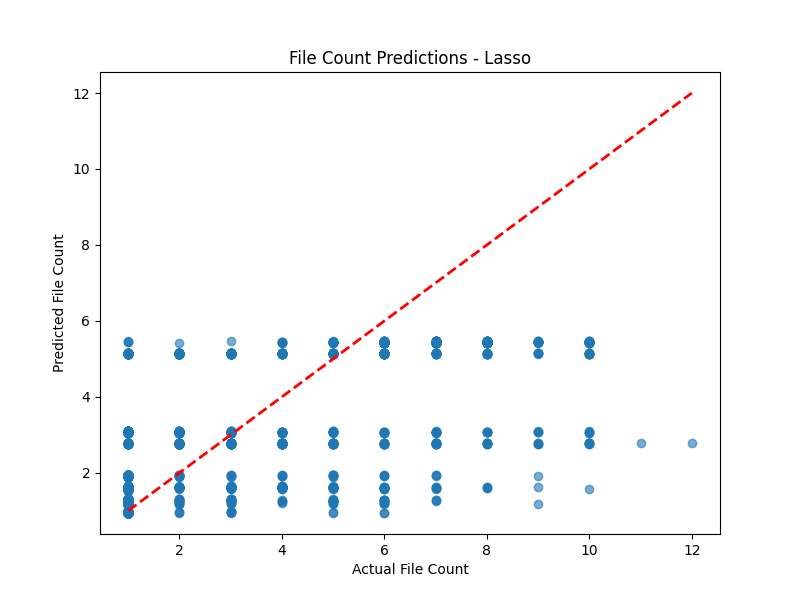 File Count Predictions - Lasso
12
10
8
6
4
2
Predicted File Count
2 4 6 8 10 12
Actual File Count